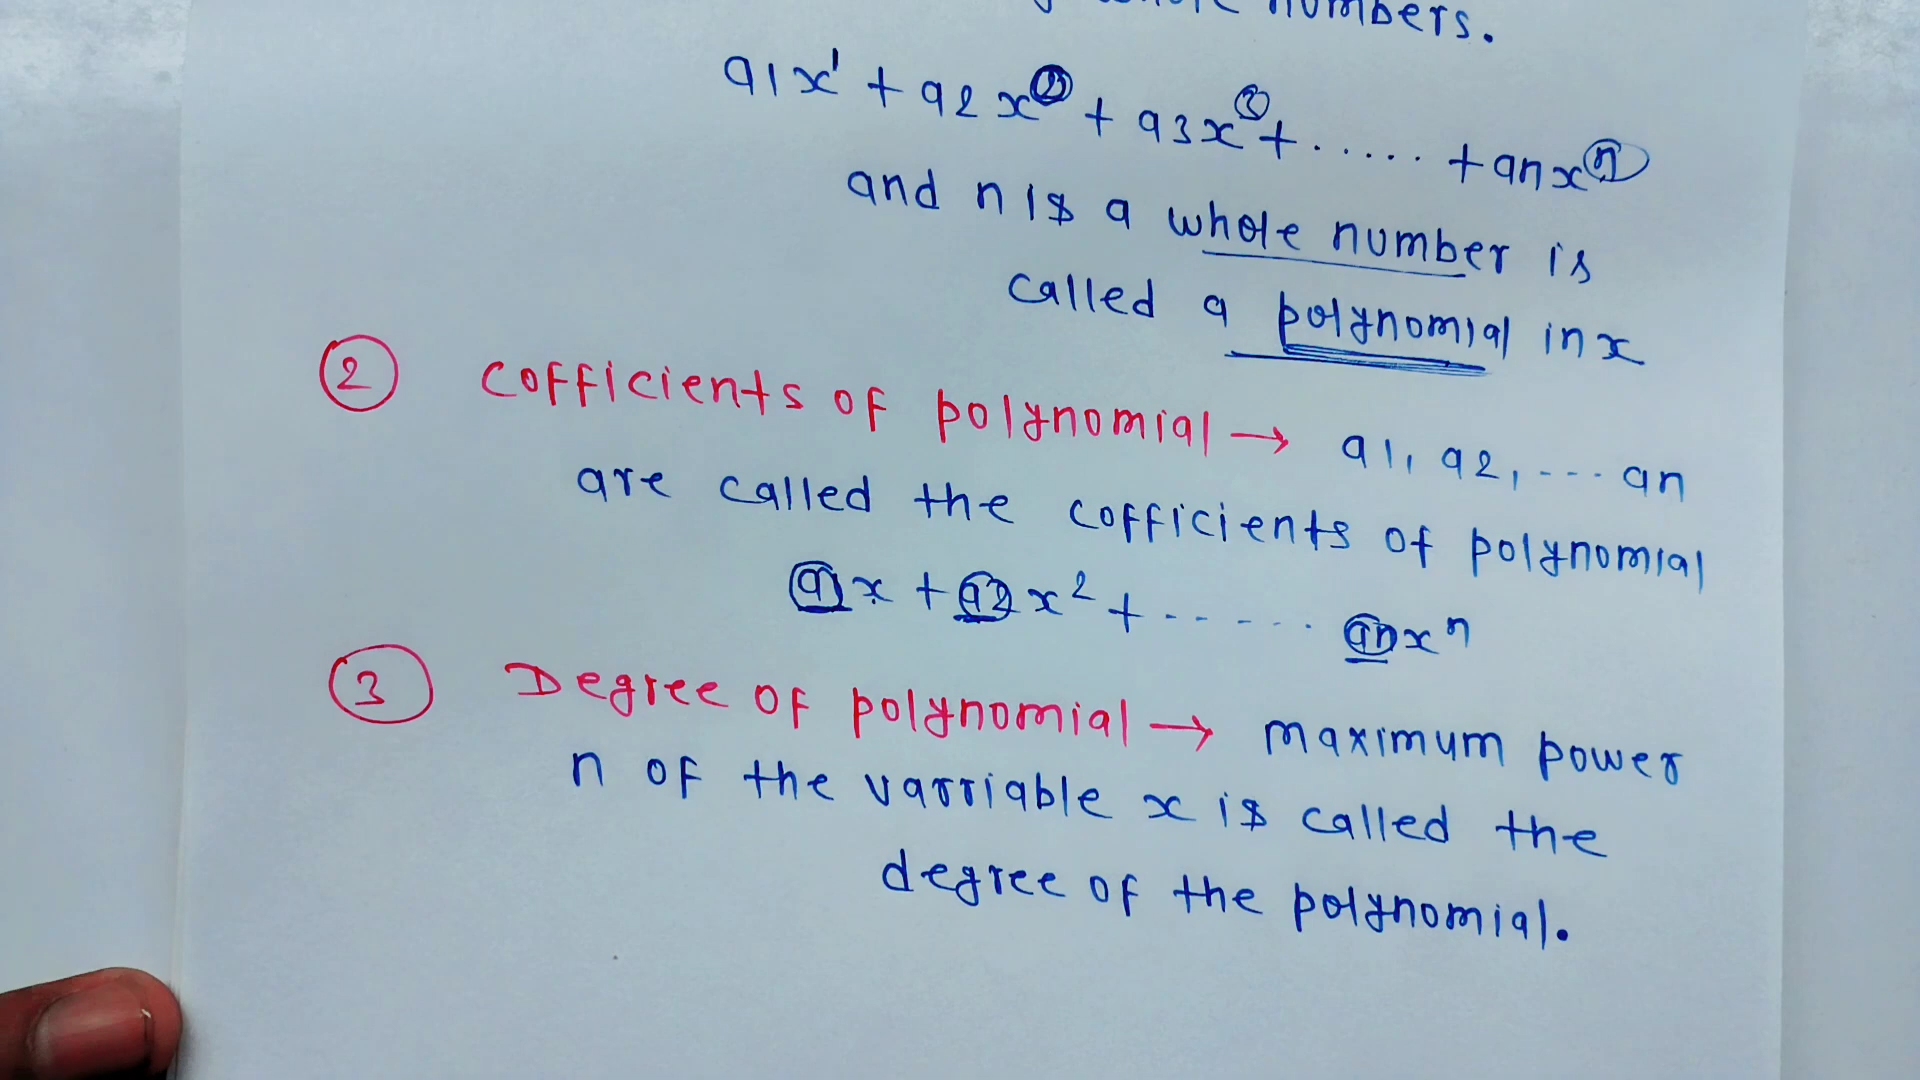 numbers.
a1x¹ + a2x² + a3x³ + ...... + anxⁿ
and n is a whole number is
called a polynomial in x
② Cofficients of polynomial → a1, a2, --- an
are called the cofficients of polynomial
a1x + a2x² + ------ anxⁿ
③ Degree of polynomial → maximum power
n of the varriable x is called the
degree of the polynomial.